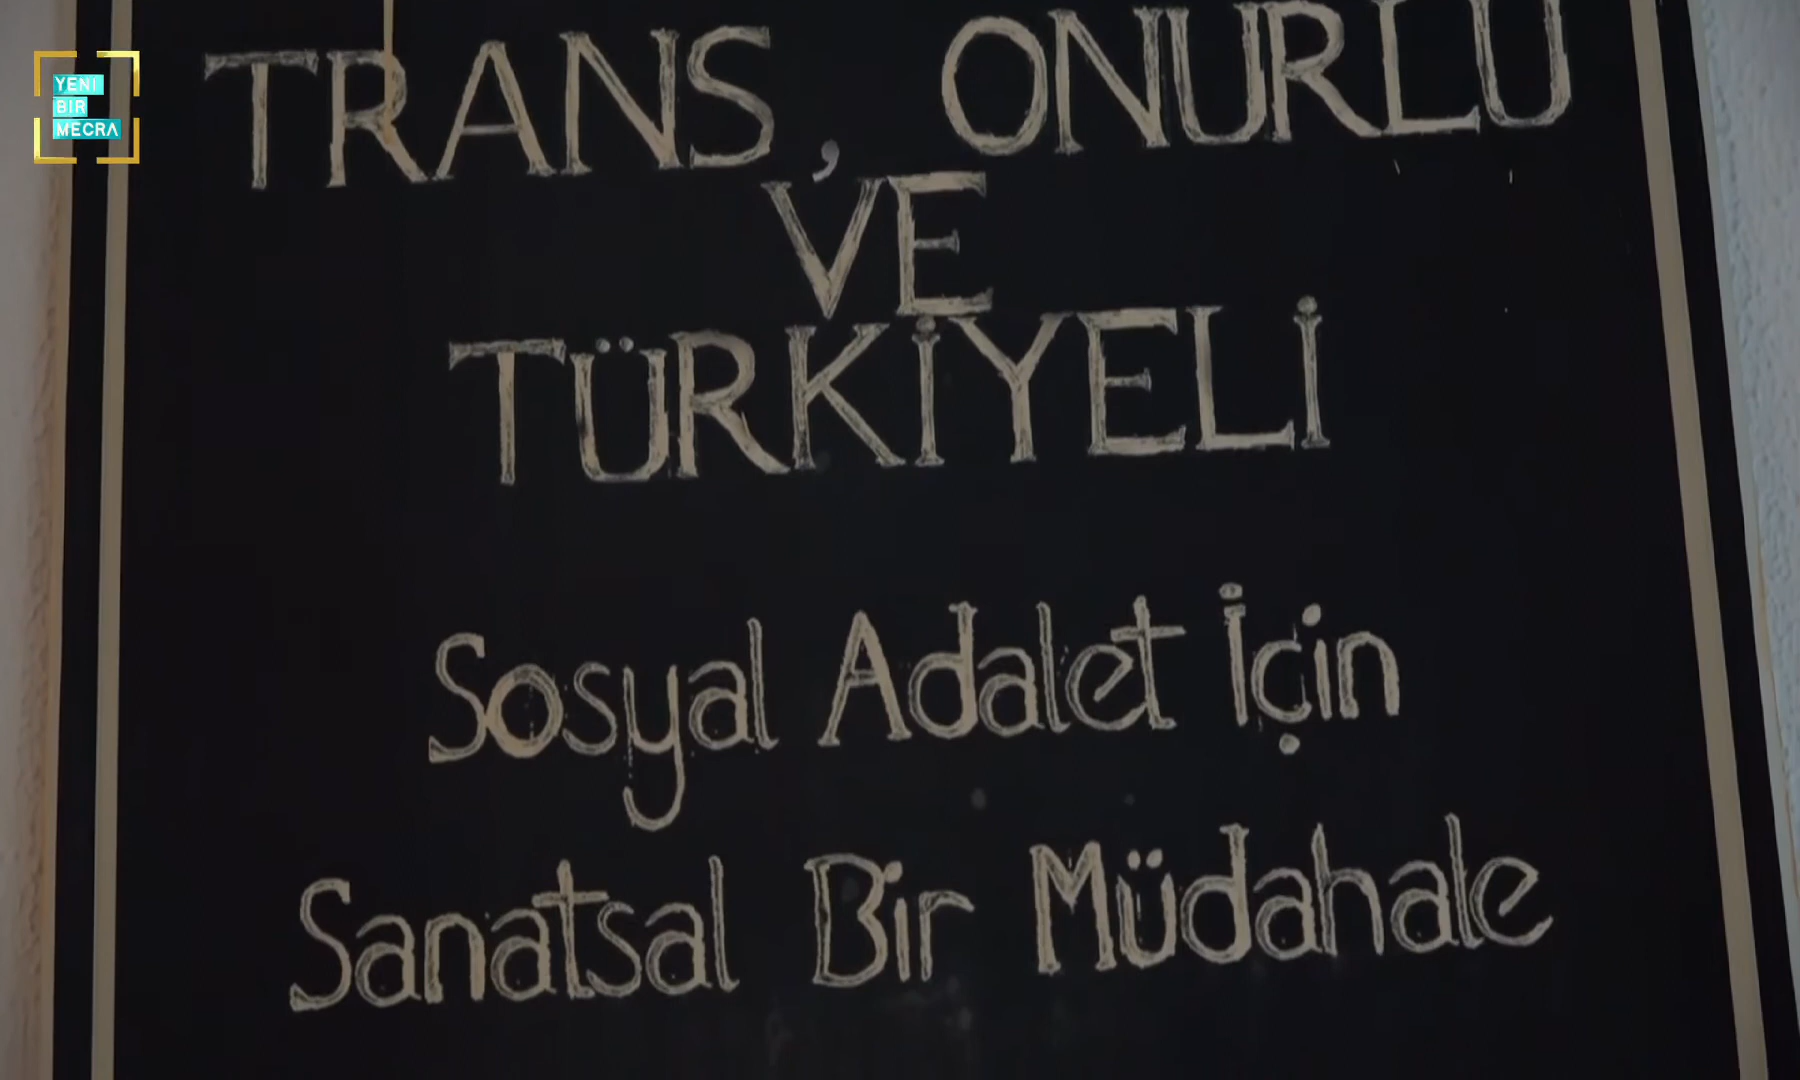 YENİ
BİR
MECRA
TRANS, ONURLU
VE
TÜRKİYELİ
Sosyal Adalet İçin
Sanatsal Bir Müdahale